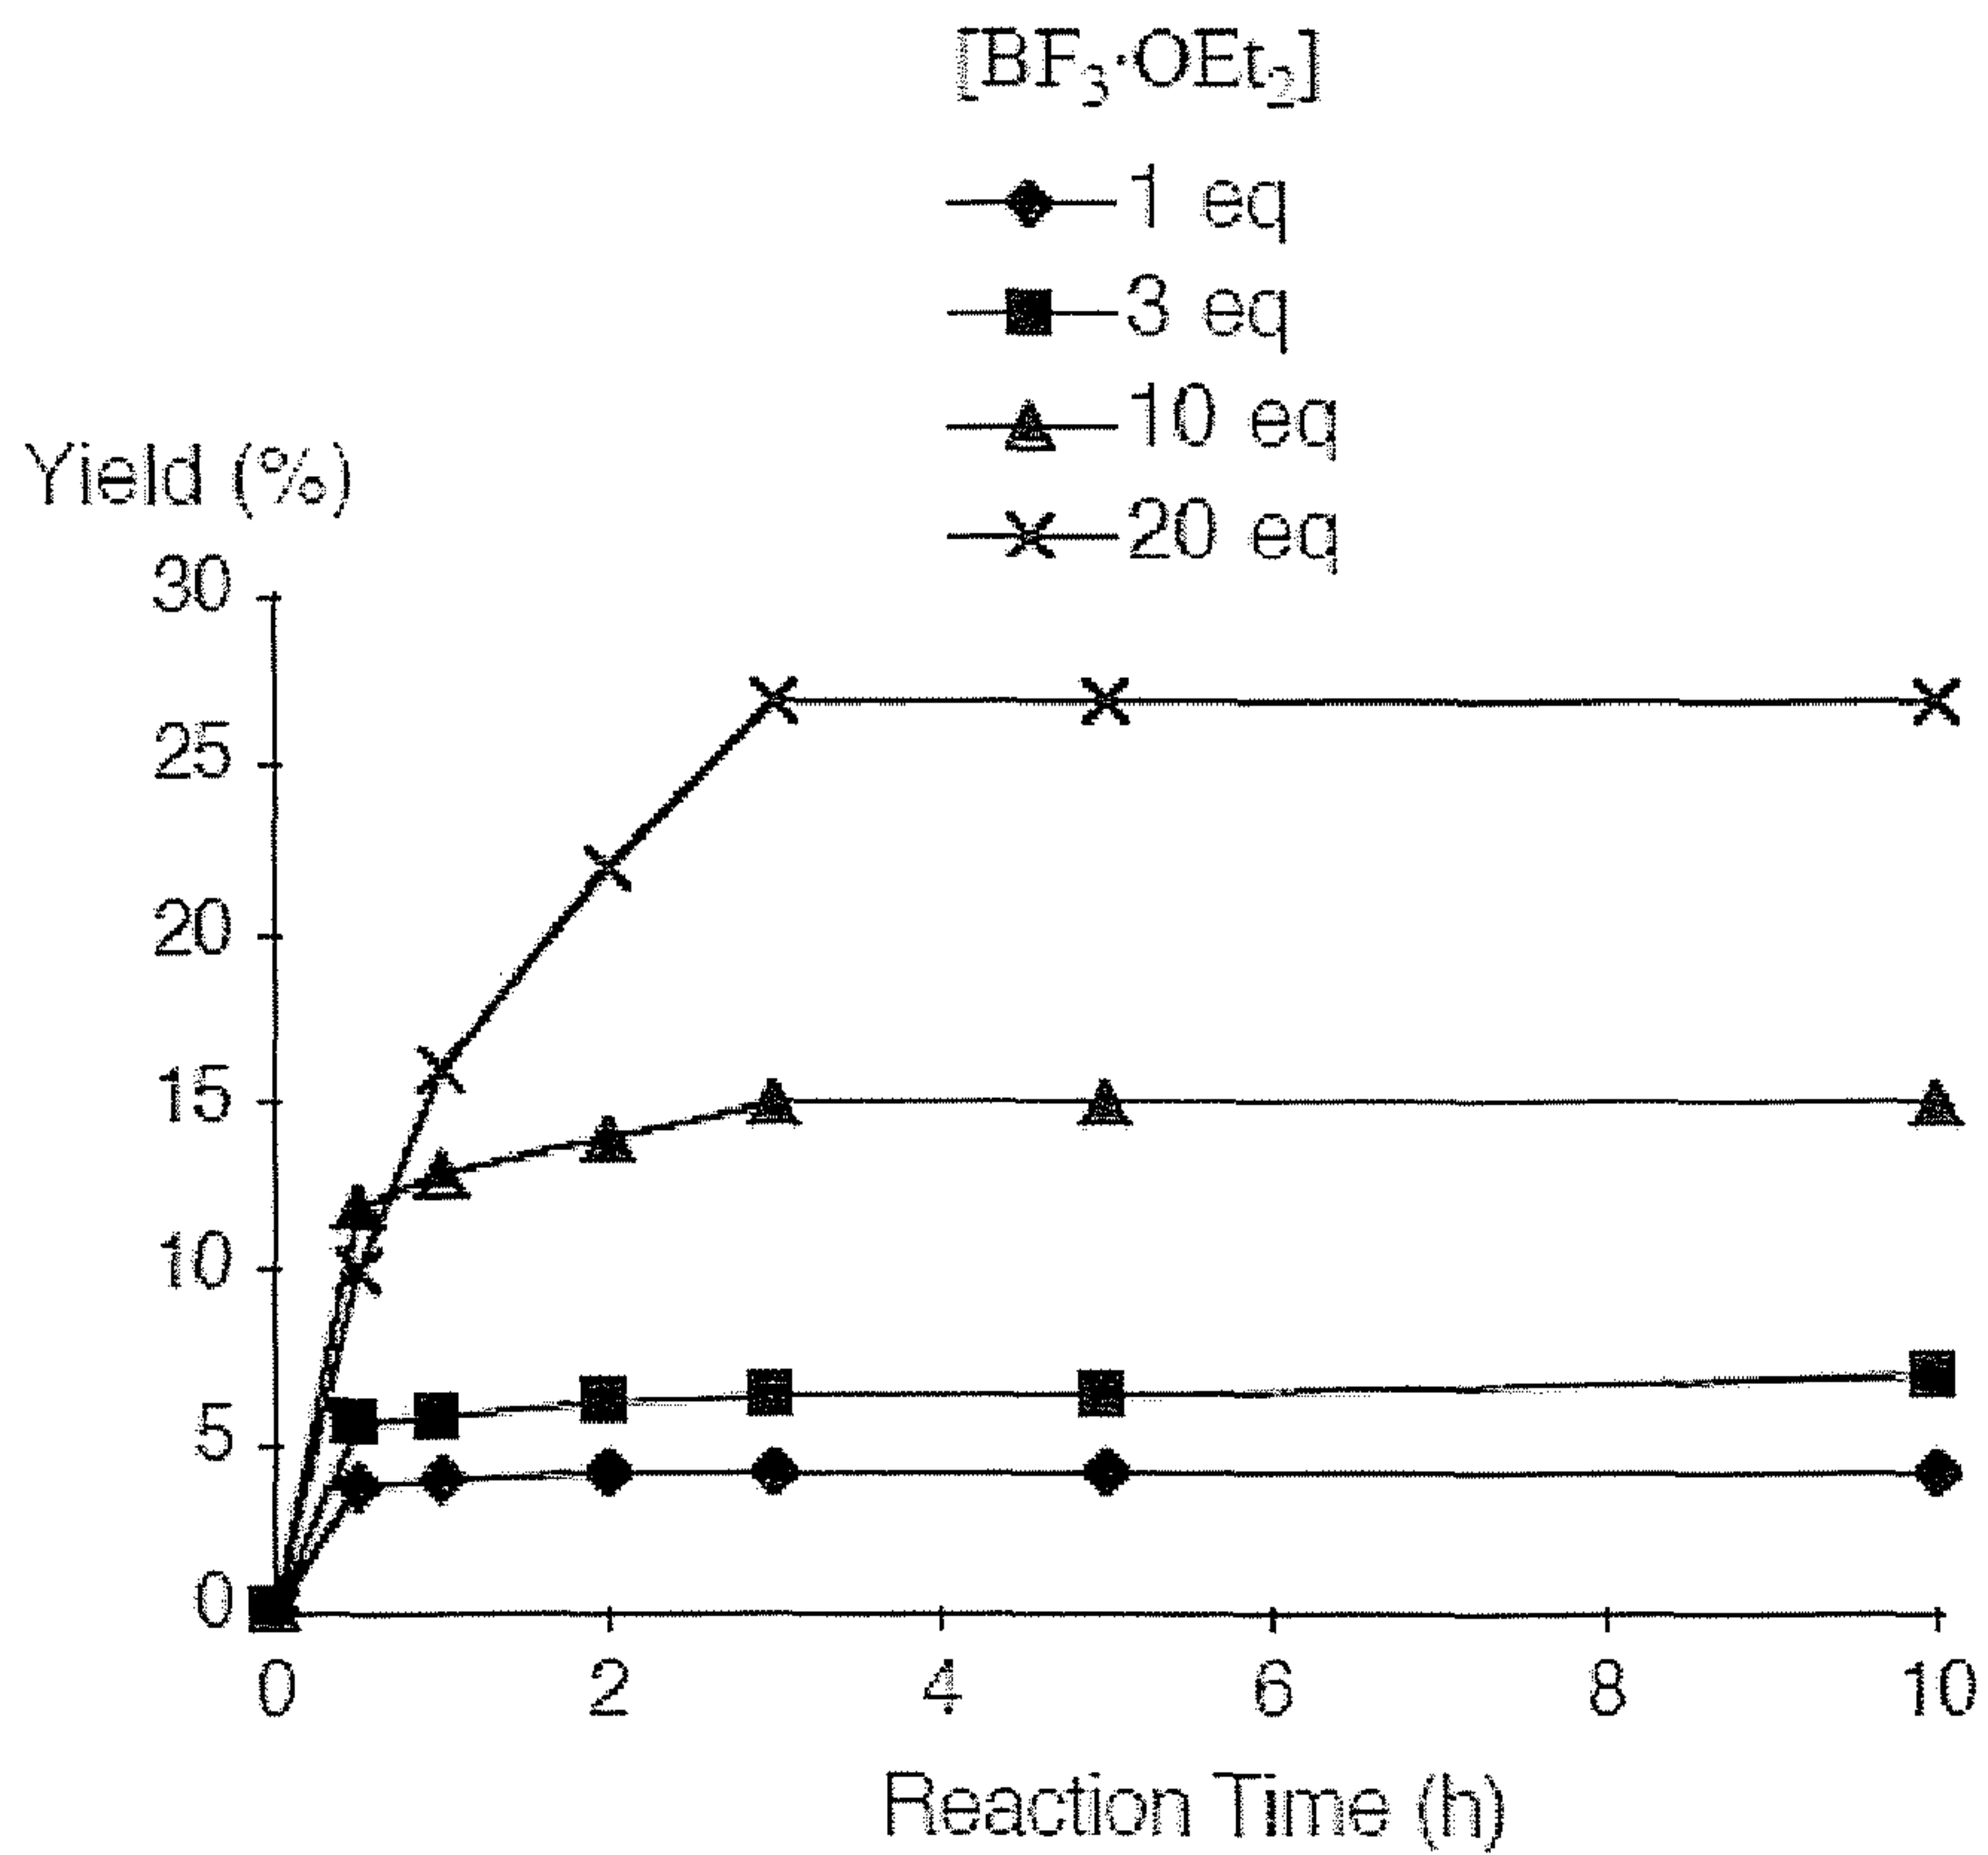 [BF₃·OEt₂]
1 eq
3 eq
10 eq
20 eq
Yield (%)
30
25
20
15
10
5
0
0 2 4 6 8 10
Reaction Time (h)